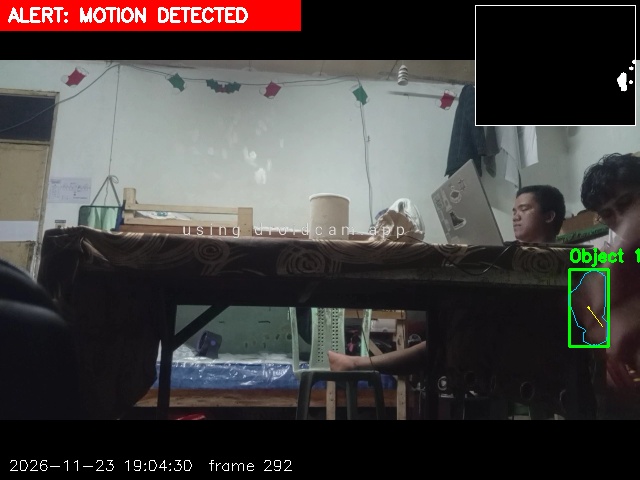 ALERT: MOTION DETECTED
using droidcam app
Object 1
2026-11-23 19:04:30 frame 292